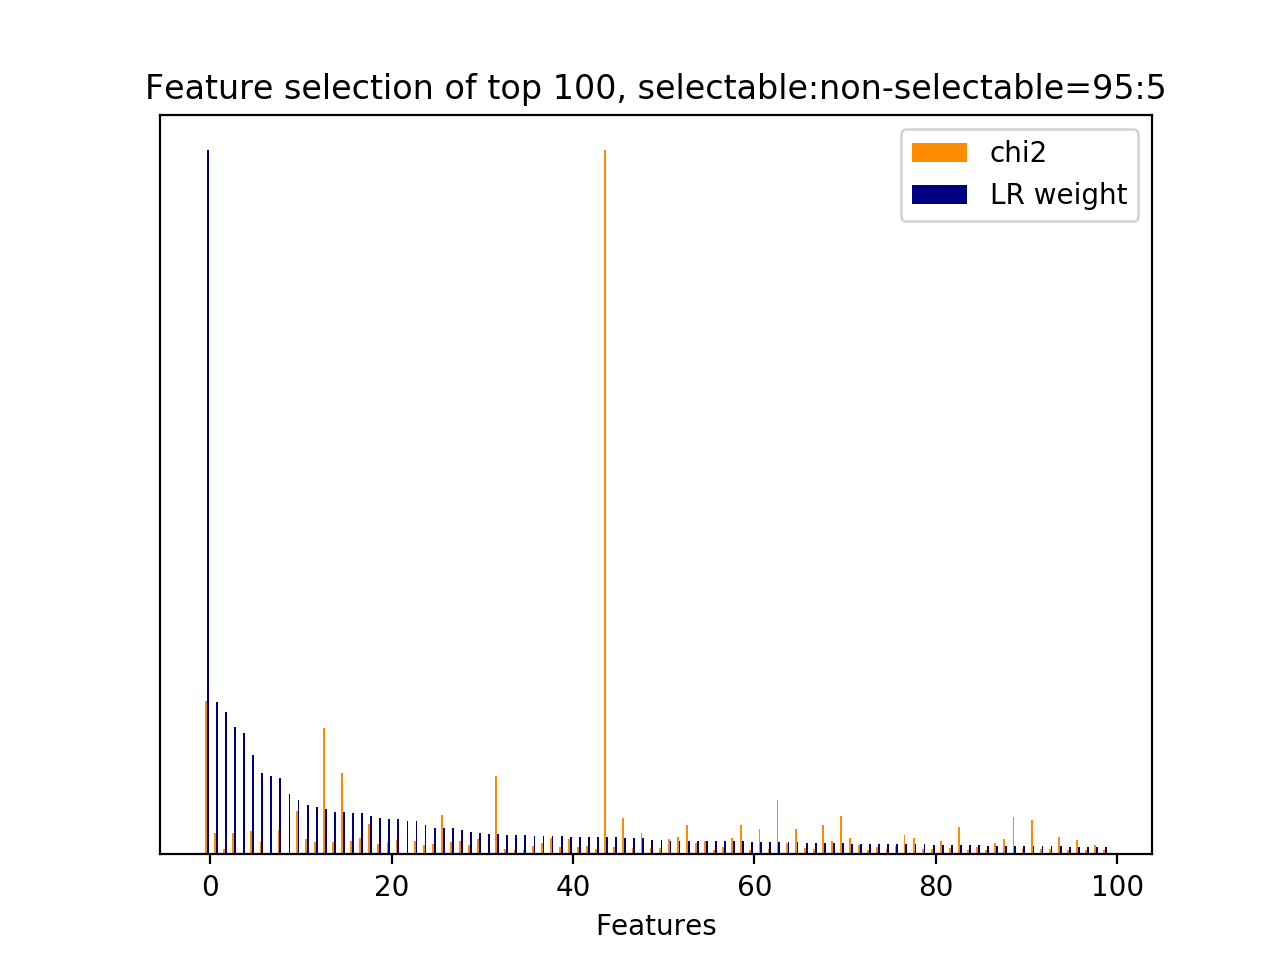 Feature selection of top 100, selectable:non-selectable=95:5
chi2
LR weight
0 20 40 60 80 100
Features